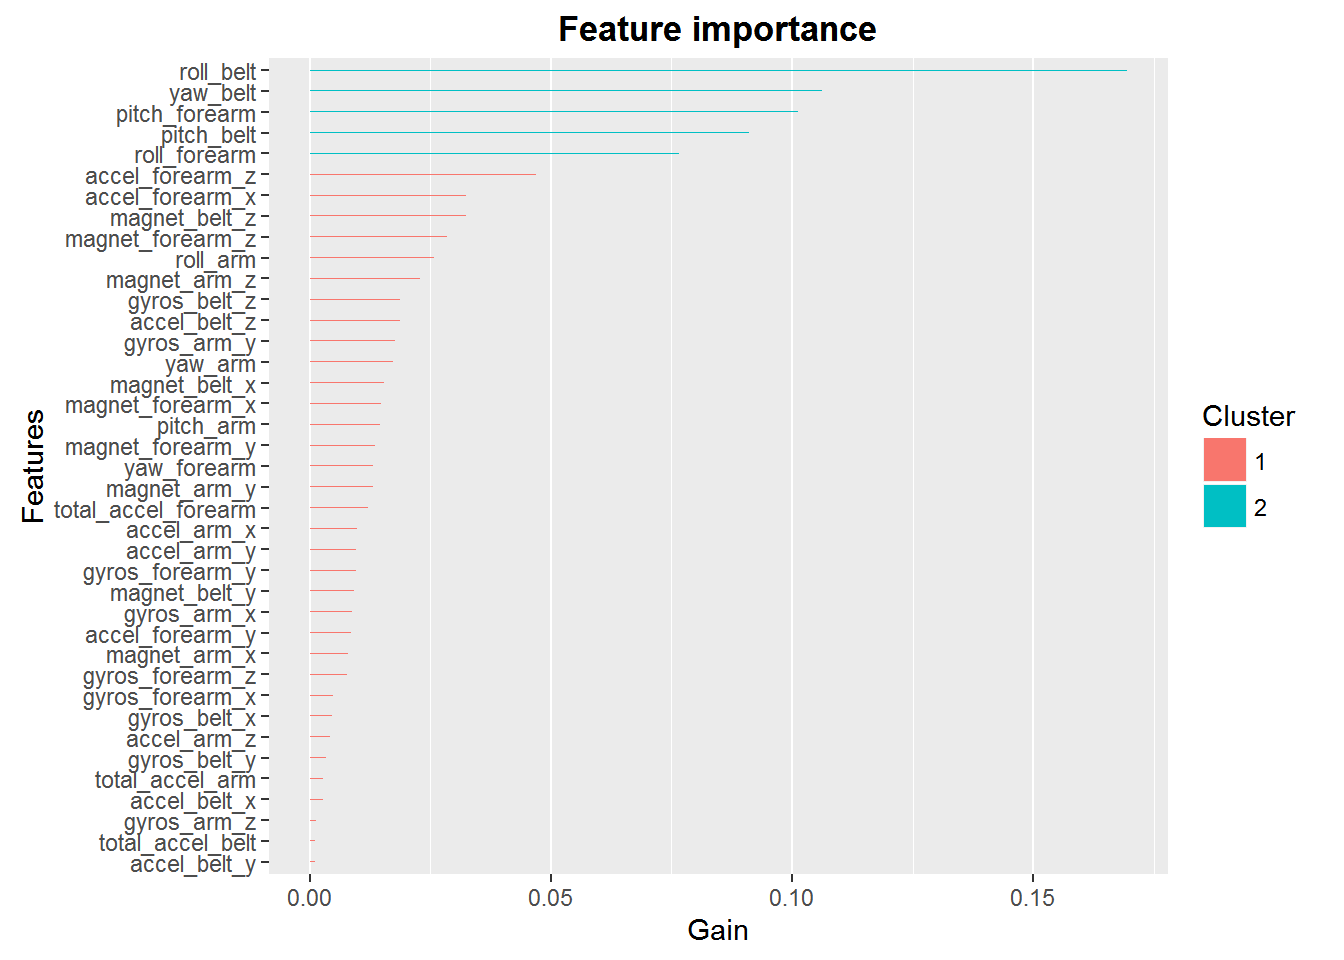 Feature importance
roll_belt
yaw_belt
pitch_forearm
pitch_belt
roll_forearm
accel_forearm_z
accel_forearm_x
magnet_belt_z
magnet_forearm_z
roll_arm
magnet_arm_z
gyros_belt_z
accel_belt_z
gyros_arm_y
yaw_arm
magnet_belt_x
magnet_forearm_x
pitch_arm
magnet_forearm_y
yaw_forearm
magnet_arm_y
total_accel_forearm
accel_arm_x
accel_arm_y
gyros_forearm_y
magnet_belt_y
gyros_arm_x
accel_forearm_y
magnet_arm_x
gyros_forearm_z
gyros_forearm_x
gyros_belt_x
accel_arm_z
gyros_belt_y
total_accel_arm
accel_belt_x
gyros_arm_z
total_accel_belt
accel_belt_y
Features
0.00 0.05 0.10 0.15
Gain
Cluster
1
2